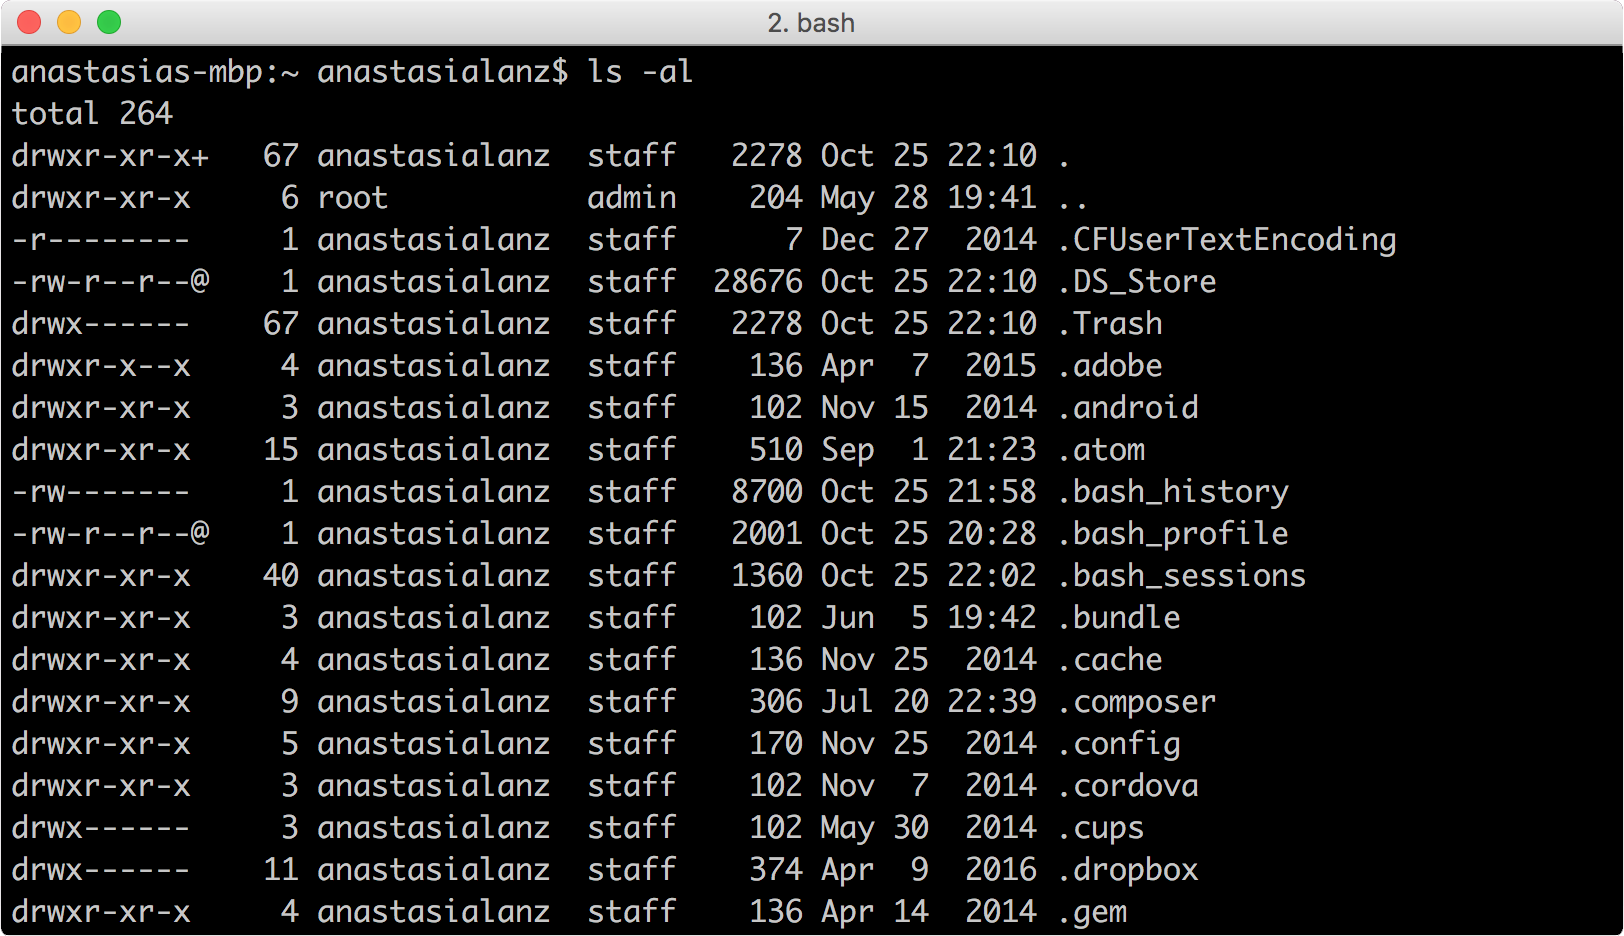 2. bash
anastasias-mbp:~ anastasialanz$ ls -al
total 264
drwxr-xr-x+   67 anastasialanz  staff   2278 Oct 25 22:10 .
drwxr-xr-x     6 root           admin    204 May 28 19:41 ..
-r--------     1 anastasialanz  staff      7 Dec 27  2014 .CFUserTextEncoding
-rw-r--r--@    1 anastasialanz  staff  28676 Oct 25 22:10 .DS_Store
drwx------    67 anastasialanz  staff   2278 Oct 25 22:10 .Trash
drwxr-x--x     4 anastasialanz  staff    136 Apr  7  2015 .adobe
drwxr-xr-x     3 anastasialanz  staff    102 Nov 15  2014 .android
drwxr-xr-x    15 anastasialanz  staff    510 Sep  1 21:23 .atom
-rw-------     1 anastasialanz  staff   8700 Oct 25 21:58 .bash_history
-rw-r--r--@    1 anastasialanz  staff   2001 Oct 25 20:28 .bash_profile
drwxr-xr-x    40 anastasialanz  staff   1360 Oct 25 22:02 .bash_sessions
drwxr-xr-x     3 anastasialanz  staff    102 Jun  5 19:42 .bundle
drwxr-xr-x     4 anastasialanz  staff    136 Nov 25  2014 .cache
drwxr-xr-x     9 anastasialanz  staff    306 Jul 20 22:39 .composer
drwxr-xr-x     5 anastasialanz  staff    170 Nov 25  2014 .config
drwxr-xr-x     3 anastasialanz  staff    102 Nov  7  2014 .cordova
drwx------     3 anastasialanz  staff    102 May 30  2014 .cups
drwx------    11 anastasialanz  staff    374 Apr  9  2016 .dropbox
drwxr-xr-x     4 anastasialanz  staff    136 Apr 14  2014 .gem